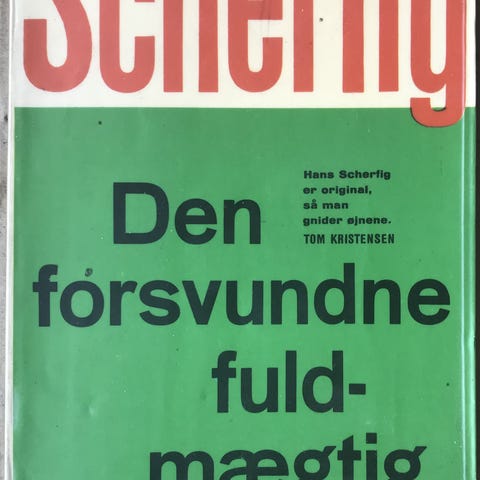 Scherfig
Hans Scherfig
er original,
så man
gnider øjnene.
TOM KRISTENSEN
Den
forsvundne
fuld-
mægtig